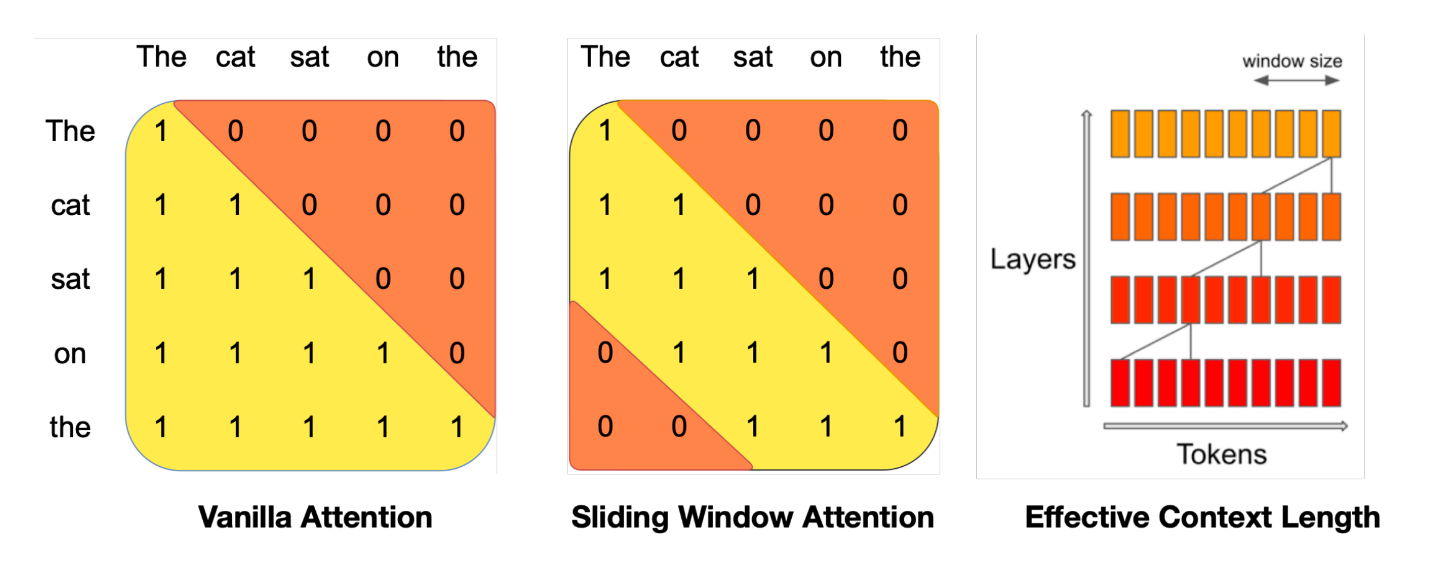 The cat sat on the
The 1 0 0 0 0
cat 1 1 0 0 0
sat 1 1 1 0 0
on 1 1 1 1 0
the 1 1 1 1 1
Vanilla Attention
The cat sat on the
1 0 0 0 0
1 1 0 0 0
1 1 1 0 0
0 1 1 1 0
0 0 1 1 1
Sliding Window Attention
window size
Layers
Tokens
Effective Context Length